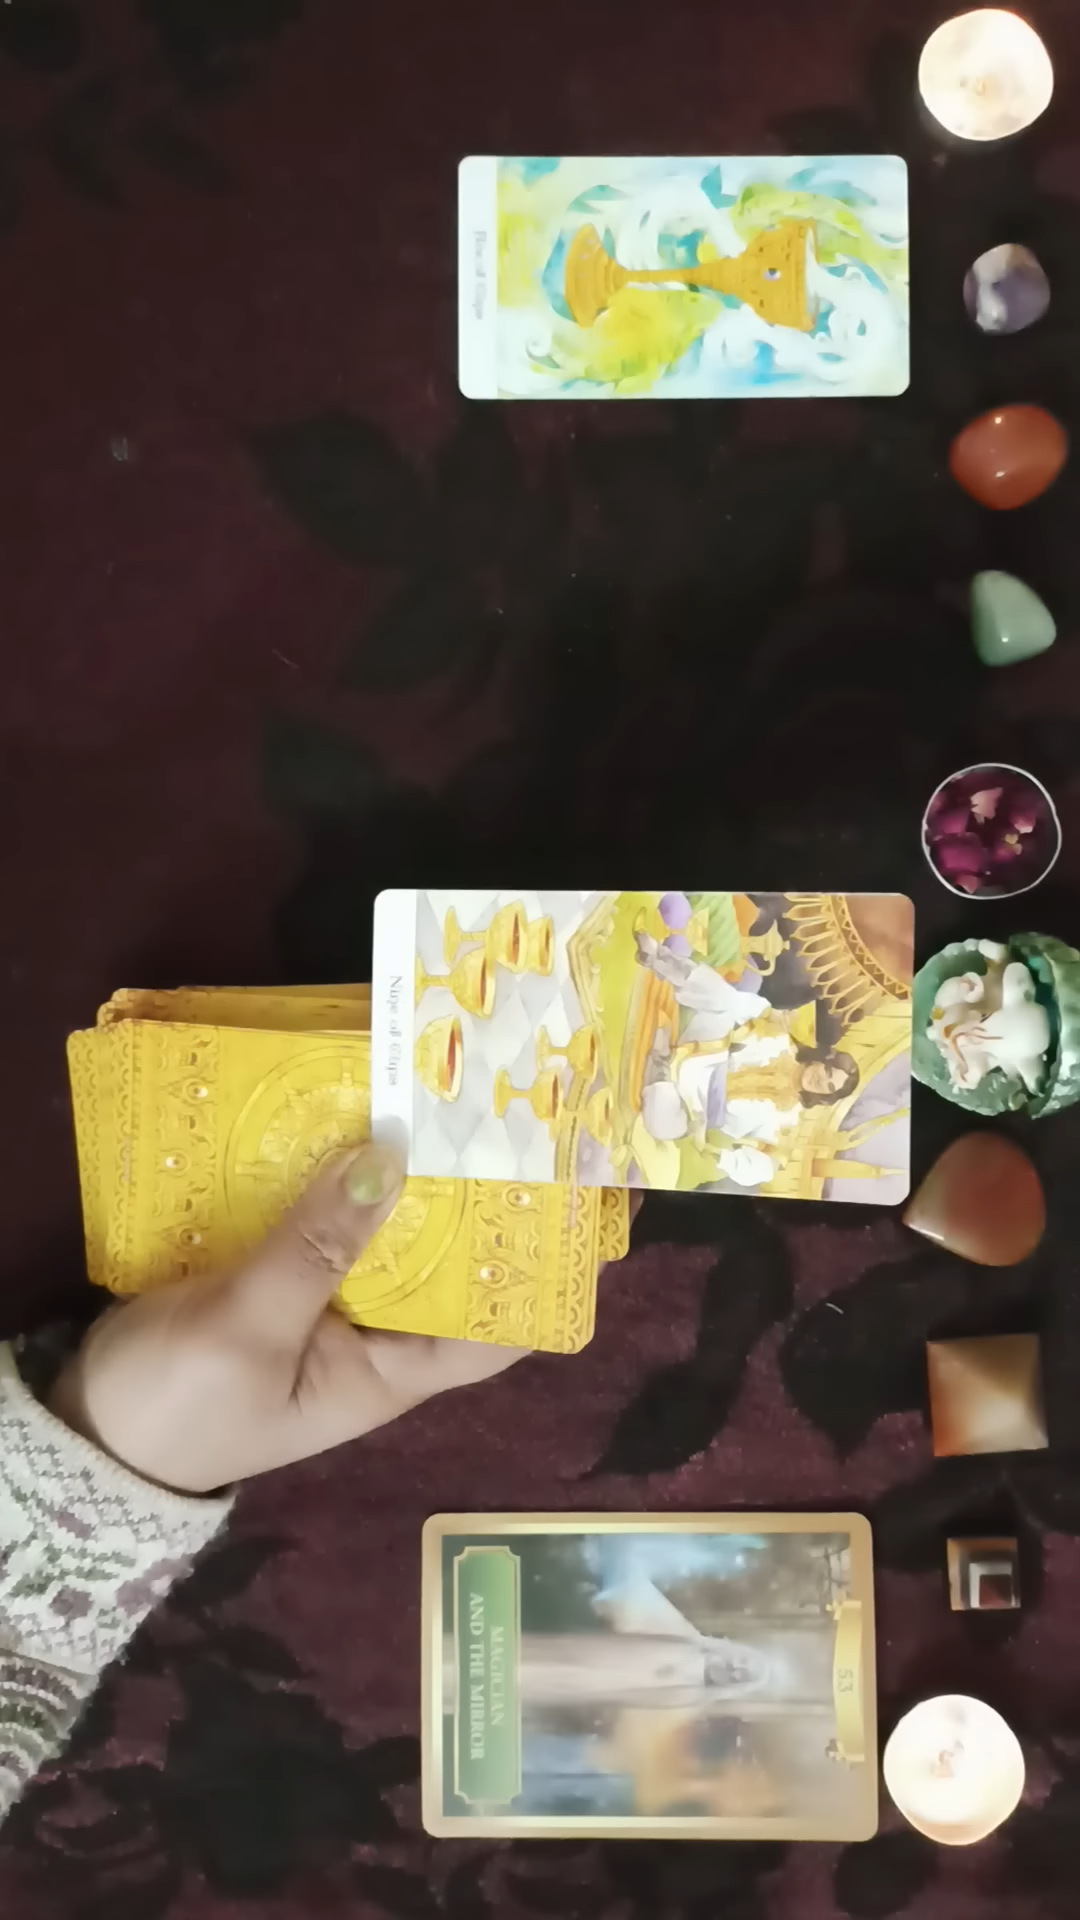 Ace of Cups
Nine of Cups
53
MAGICIAN
AND THE MIRROR